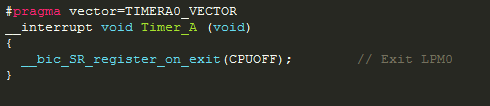 #pragma vector=TIMERA0_VECTOR
__interrupt void Timer_A (void)
{
  __bic_SR_register_on_exit(CPUOFF);        // Exit LPM0
}